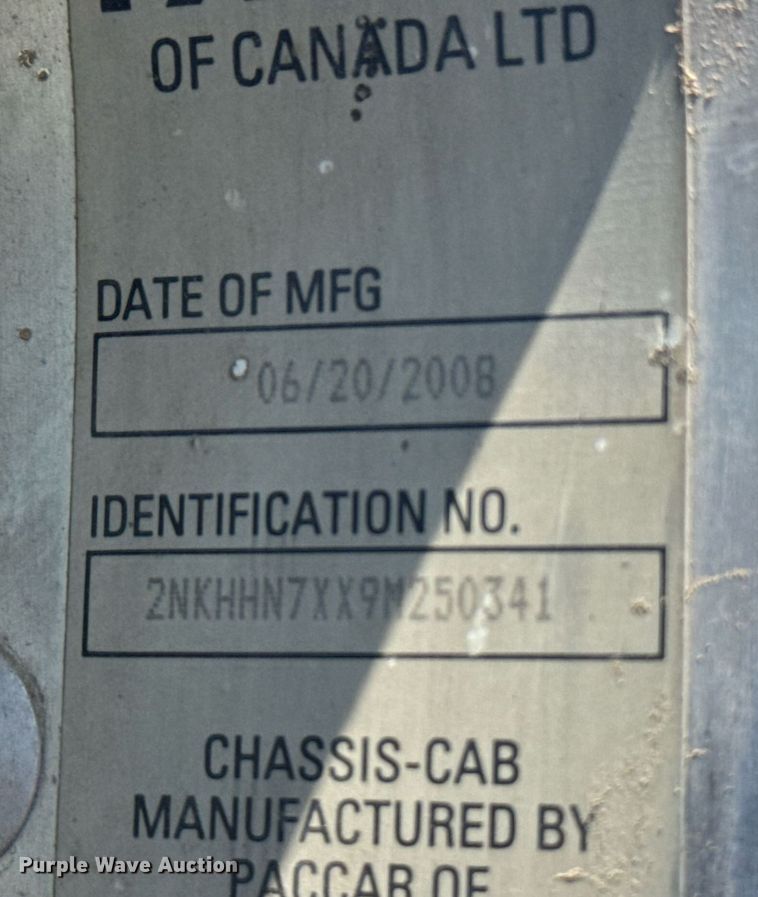 OF CANADA LTD
DATE OF MFG
06/20/2008
IDENTIFICATION NO.
2NKHHN7XX9M250341
CHASSIS-CAB
MANUFACTURED BY
PACCAR OF
Purple Wave Auction